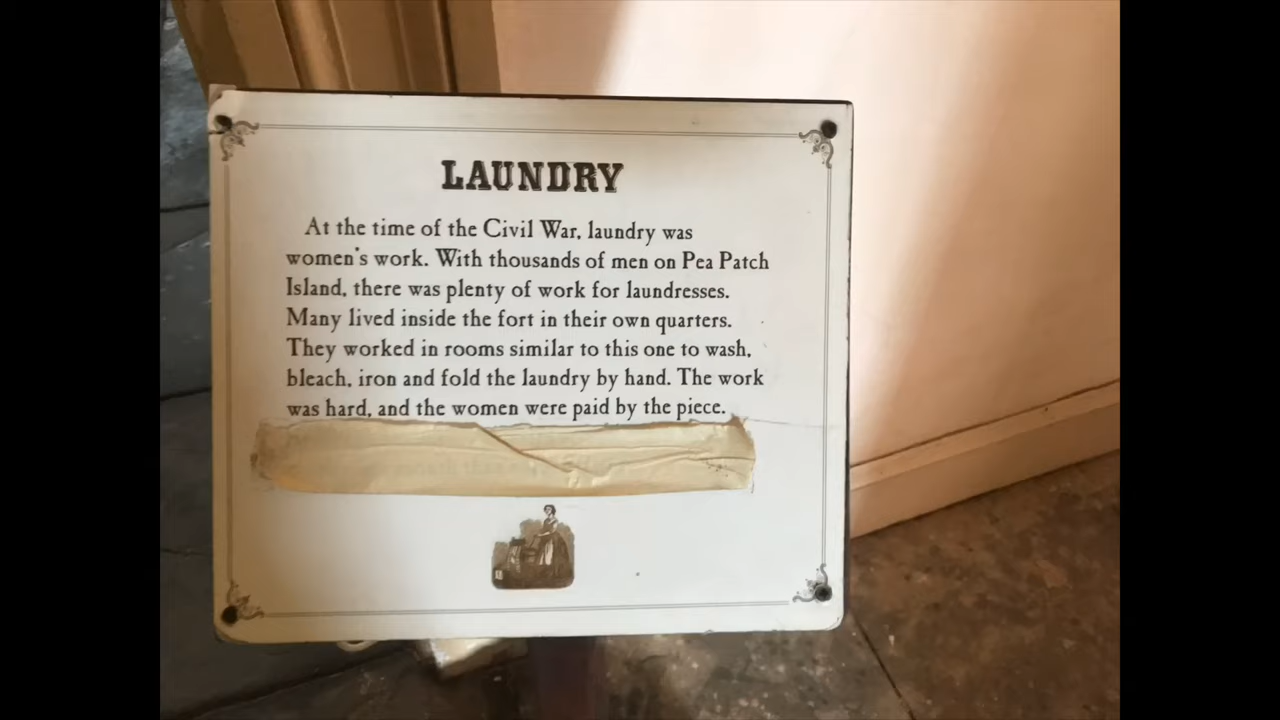 LAUNDRY
At the time of the Civil War, laundry was
women's work. With thousands of men on Pea Patch
Island, there was plenty of work for laundresses.
Many lived inside the fort in their own quarters.
They worked in rooms similar to this one to wash,
bleach, iron and fold the laundry by hand. The work
was hard, and the women were paid by the piece.